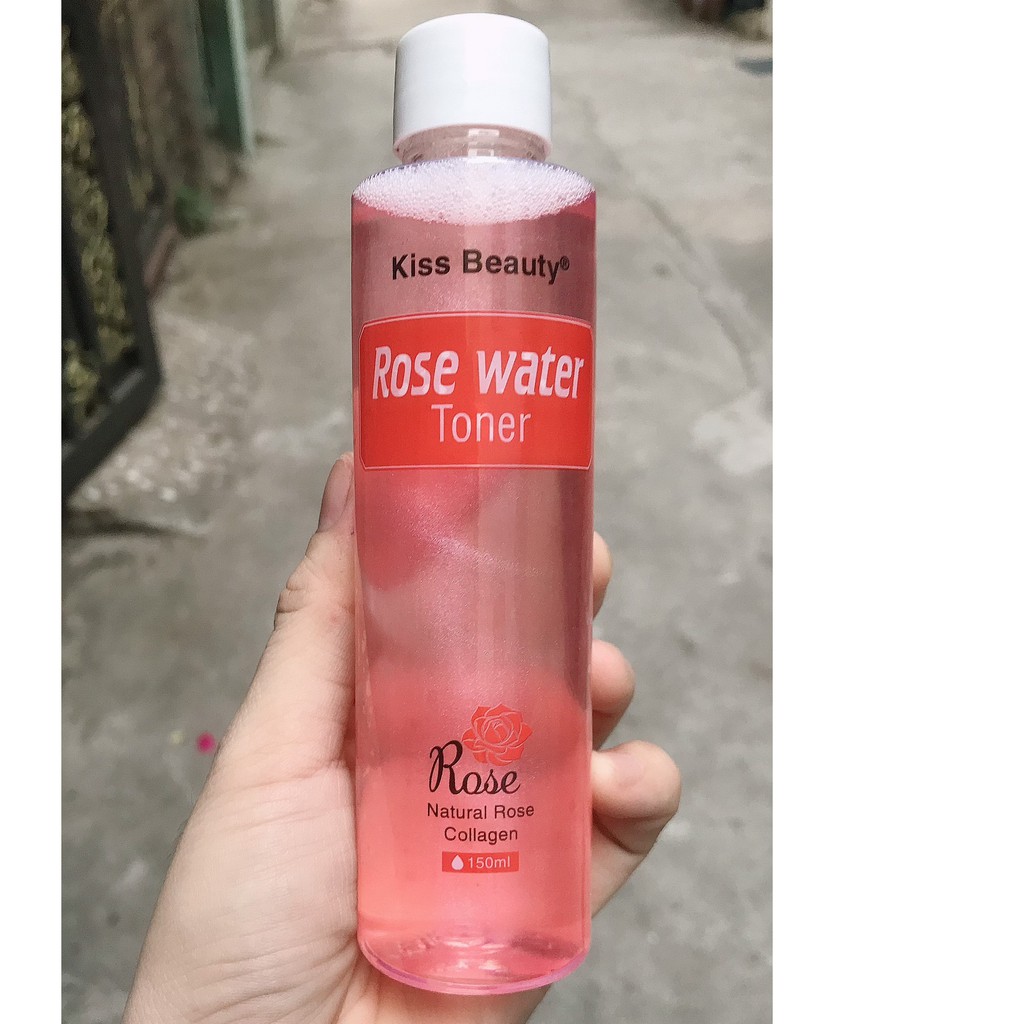 Kiss Beauty®
Rose water
Toner
Rose
Natural Rose
Collagen
150ml